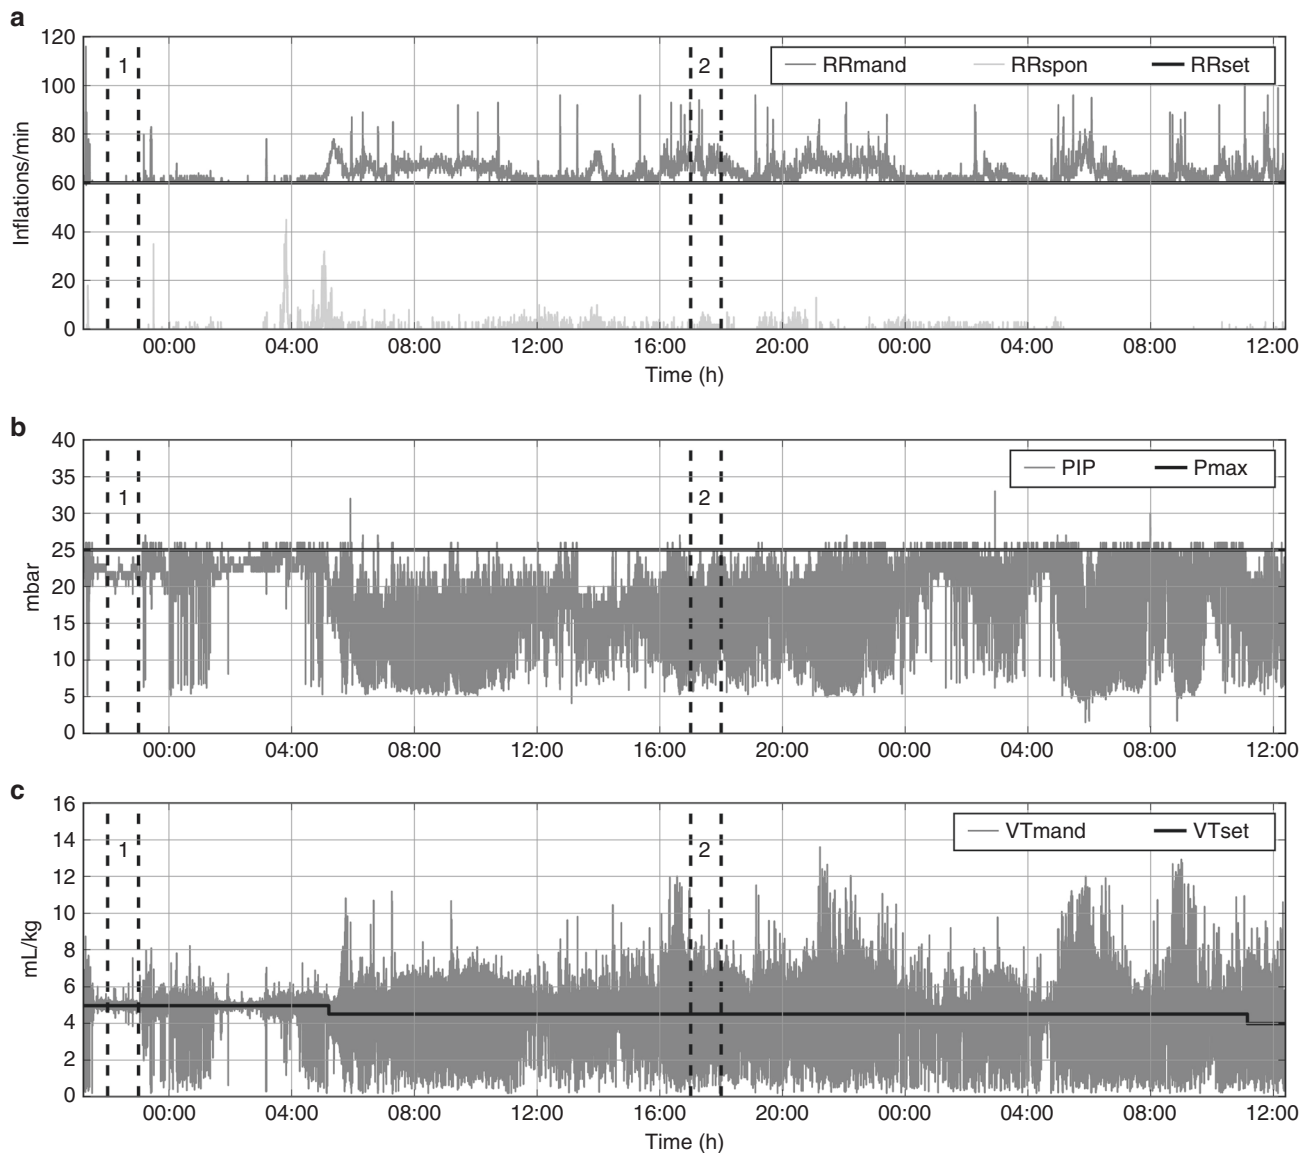 a
120
100
80
60
40
20
0
Inflations/min
1
2
RRmand RRspon RRset
00:00 04:00 08:00 12:00 16:00 20:00 00:00 04:00 08:00 12:00
Time (h)
b
40
35
30
25
20
15
10
5
0
mbar
1
2
PIP Pmax
00:00 04:00 08:00 12:00 16:00 20:00 00:00 04:00 08:00 12:00
c
16
14
12
10
8
6
4
2
0
mL/kg
1
2
VTmand VTset
00:00 04:00 08:00 12:00 16:00 20:00 00:00 04:00 08:00 12:00
Time (h)